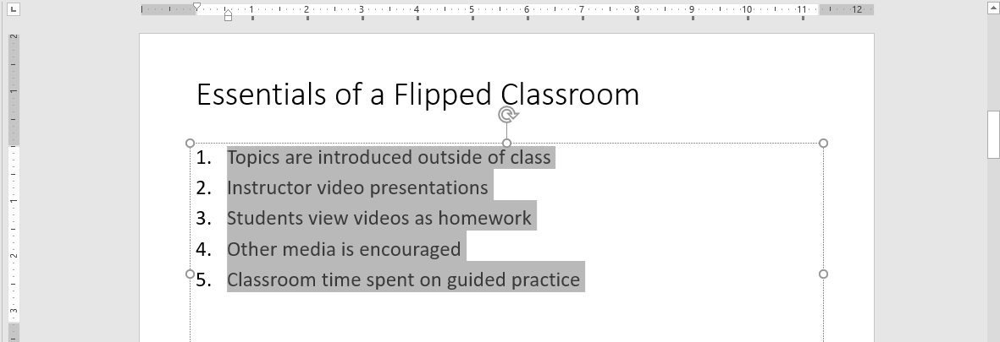 1 1 2 3 4 5 6 7 8 9 10 11 12
2
1
1
2
3
Essentials of a Flipped Classroom
1. Topics are introduced outside of class
2. Instructor video presentations
3. Students view videos as homework
4. Other media is encouraged
5. Classroom time spent on guided practice